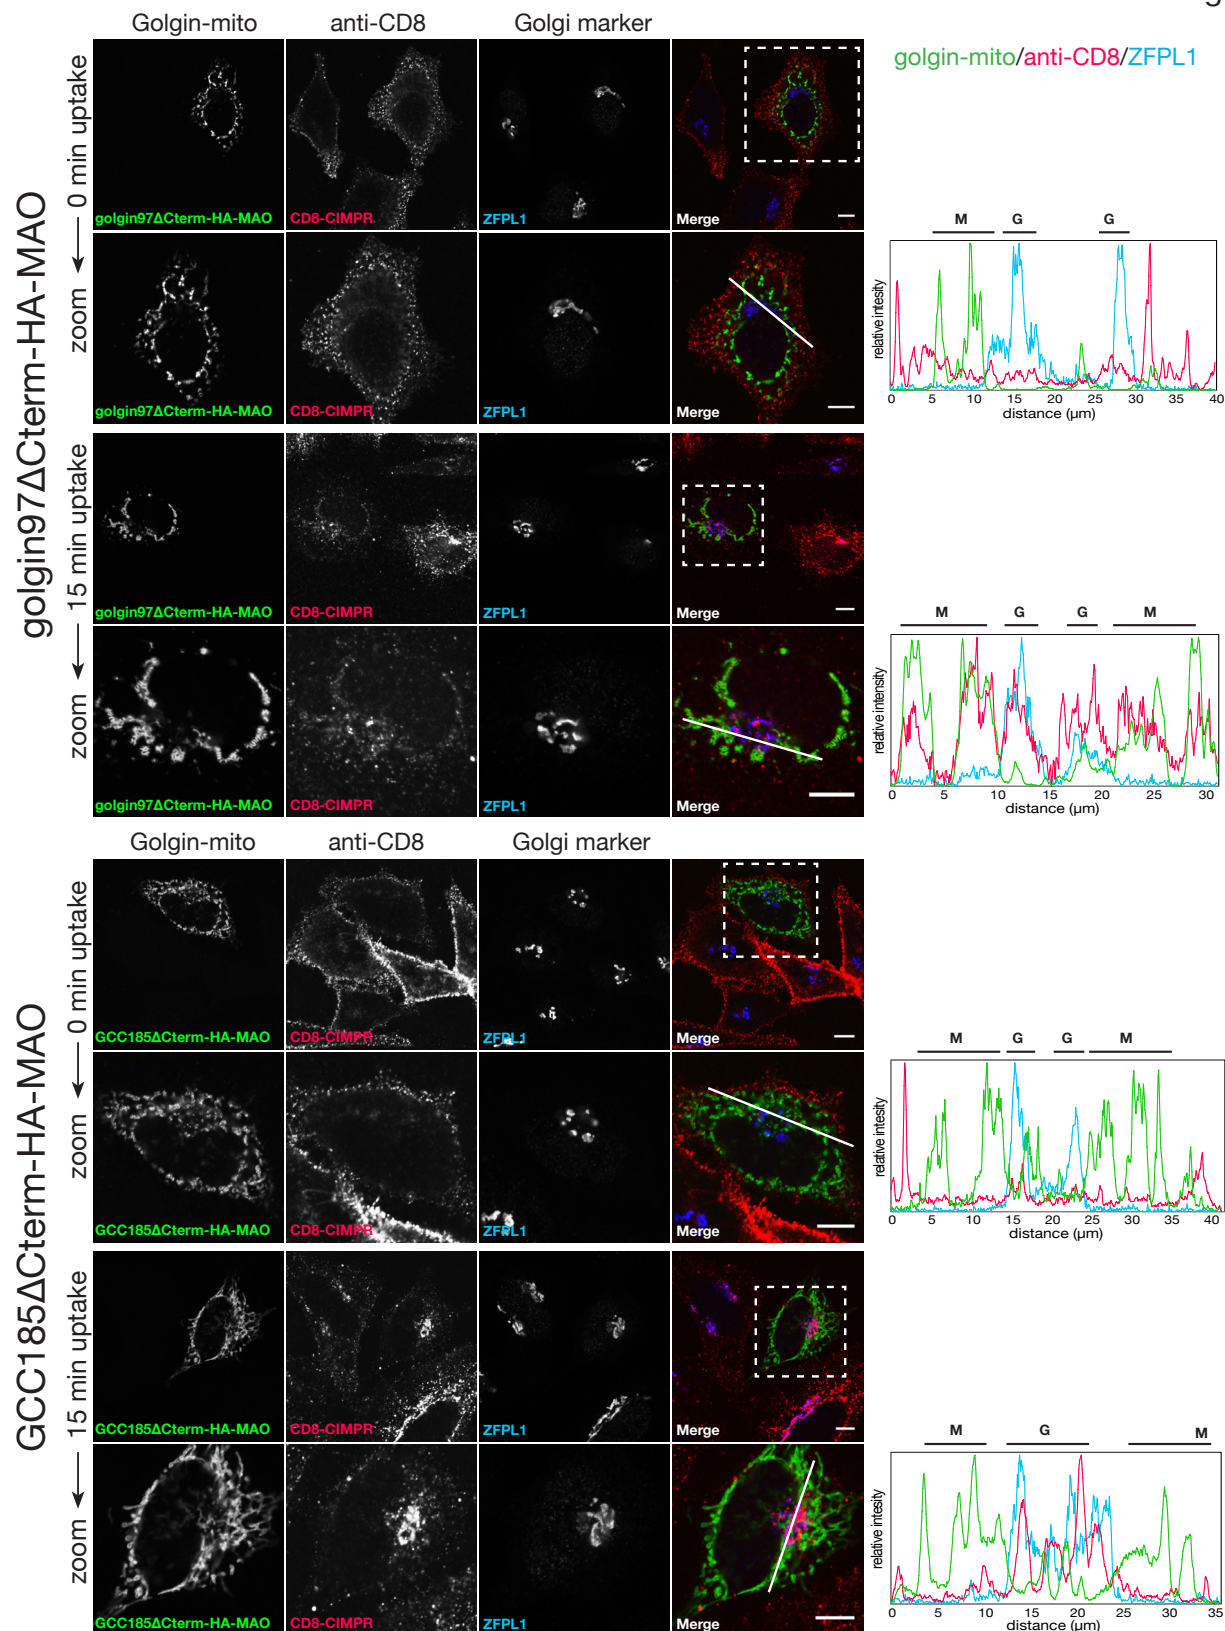 g
Golgin-mito anti-CD8 Golgi marker
golgin-mito/anti-CD8/ZFPL1
golgin97ΔCterm-HA-MAO
0 min uptake
golgin97ΔCterm-HA-MAO CD8-CIMPR ZFPL1 Merge
zoom
golgin97ΔCterm-HA-MAO CD8-CIMPR ZFPL1 Merge
M G G
relative intesity
0 5 10 15 20 25 30 35 40
distance (µm)
15 min uptake
golgin97ΔCterm-HA-MAO CD8-CIMPR ZFPL1 Merge
zoom
golgin97ΔCterm-HA-MAO CD8-CIMPR ZFPL1 Merge
M G G M
relative intensity
0 5 10 15 20 25 30
distance (µm)
Golgin-mito anti-CD8 Golgi marker
GCC185ΔCterm-HA-MAO
0 min uptake
GCC185ΔCterm-HA-MAO CD8-CIMPR ZFPL1 Merge
zoom
GCC185ΔCterm-HA-MAO CD8-CIMPR ZFPL1 Merge
M G G M
relative intesity
0 5 10 15 20 25 30 35 40
distance (µm)
15 min uptake
GCC185ΔCterm-HA-MAO CD8-CIMPR ZFPL1 Merge
zoom
GCC185ΔCterm-HA-MAO CD8-CIMPR ZFPL1 Merge
M G M
relative intesity
0 5 10 15 20 25 30 35
distance (µm)